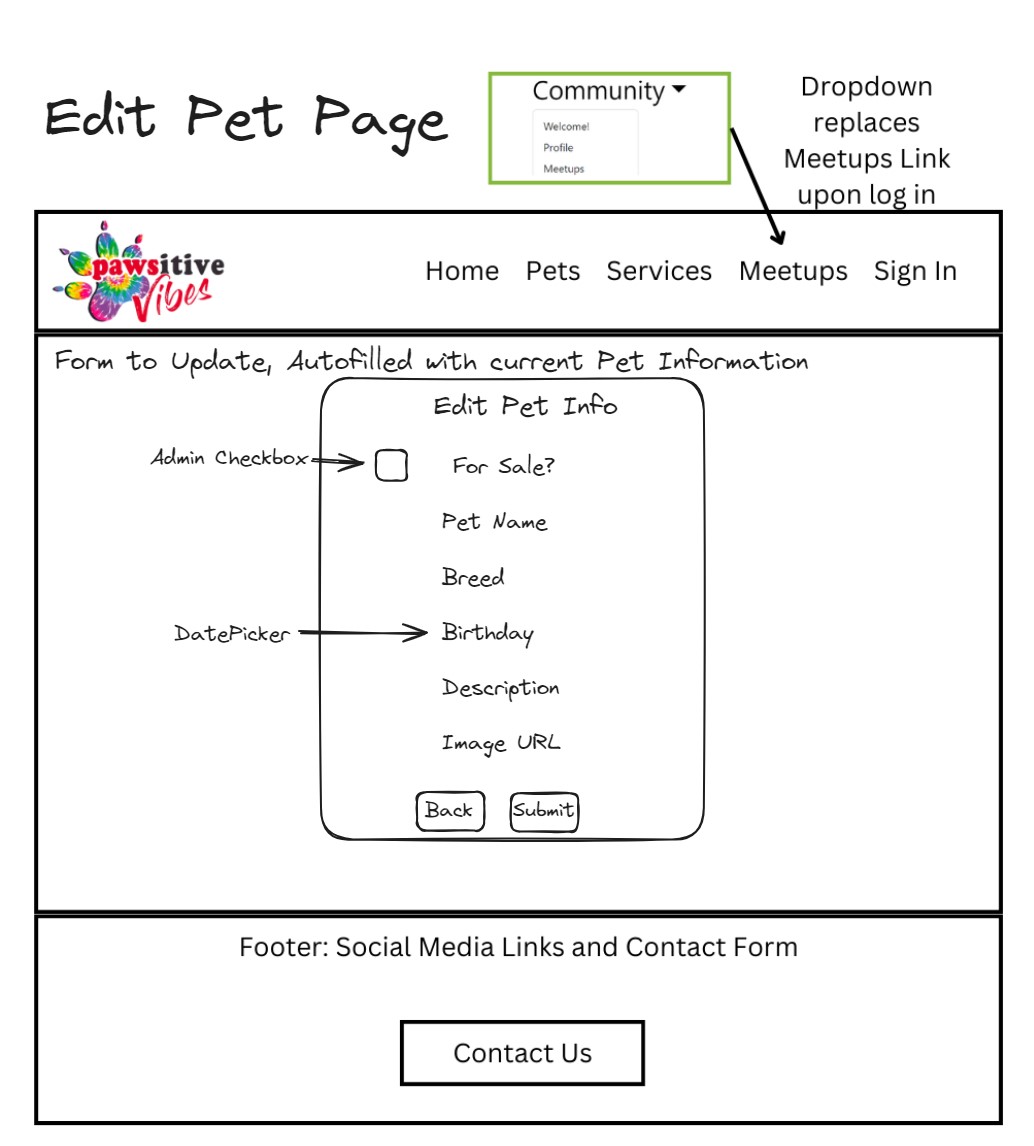 Edit Pet Page
Community
Welcome!
Profile
Meetups
Dropdown
replaces
Meetups Link
upon log in
pawsitive
Vibes
Home Pets Services Meetups Sign In
Form to Update, Autofilled with current Pet Information
Edit Pet Info
Admin Checkbox
For Sale?
Pet Name
Breed
DatePicker
Birthday
Description
Image URL
Back Submit
Footer: Social Media Links and Contact Form
Contact Us